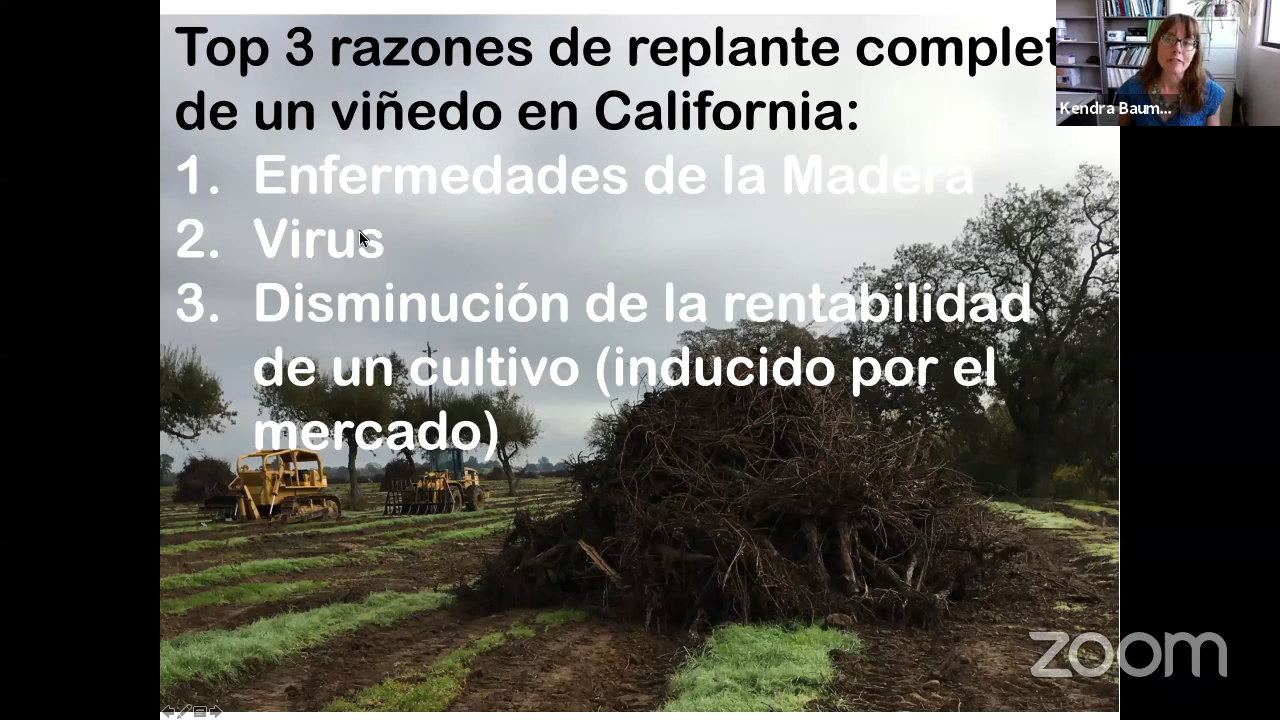 Top 3 razones de replante complet
de un viñedo en California:
1. Enfermedades de la Madera
2. Virus
3. Disminución de la rentabilidad
de un cultivo (inducido por el
mercado)
Kendra Baum...
zoom